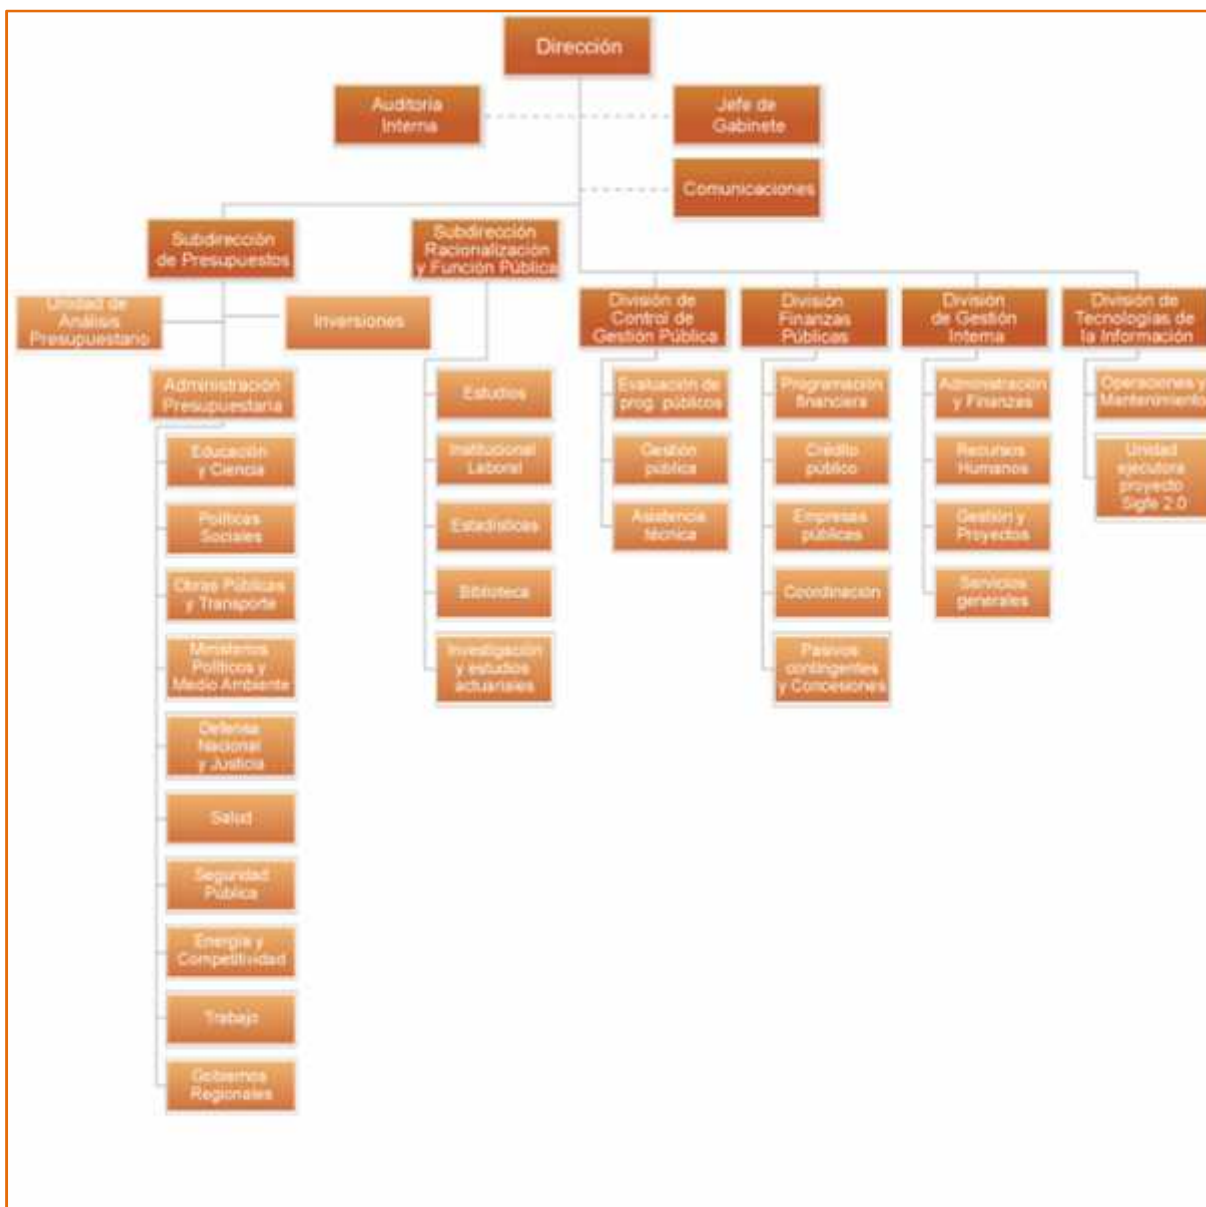 Dirección
Auditoría
Interna
Jefe de
Gabinete
Comunicaciones
Subdirección
de Presupuestos
Subdirección
Racionalización
y Función Pública
Unidad de
Análisis
Presupuestario
Inversiones
División de
Control de
Gestión Pública
División
Finanzas
Públicas
División
de Gestión
Interna
División de
Tecnologías de
la Información
Administración
Presupuestaria
Educación
y Ciencia
Políticas
Sociales
Obras Públicas
y Transporte
Ministerios
Políticos y
Medio Ambiente
Defensa
Nacional
y Justicia
Salud
Seguridad
Pública
Energía y
Competitividad
Trabajo
Gobiernos
Regionales
Estudios
Institucional
Laboral
Estadísticas
Biblioteca
Investigación
y estudios
actuariales
Evaluación de
prog. públicos
Gestión
pública
Asistencia
técnica
Programación
financiera
Crédito
público
Empresas
públicas
Coordinación
Pasivos
contingentes
y Concesiones
Administración
y Finanzas
Recursos
Humanos
Gestión y
Proyectos
Servicios
generales
Operaciones y
Mantenimiento
Unidad
ejecutora
proyecto
Sigfe 2.0